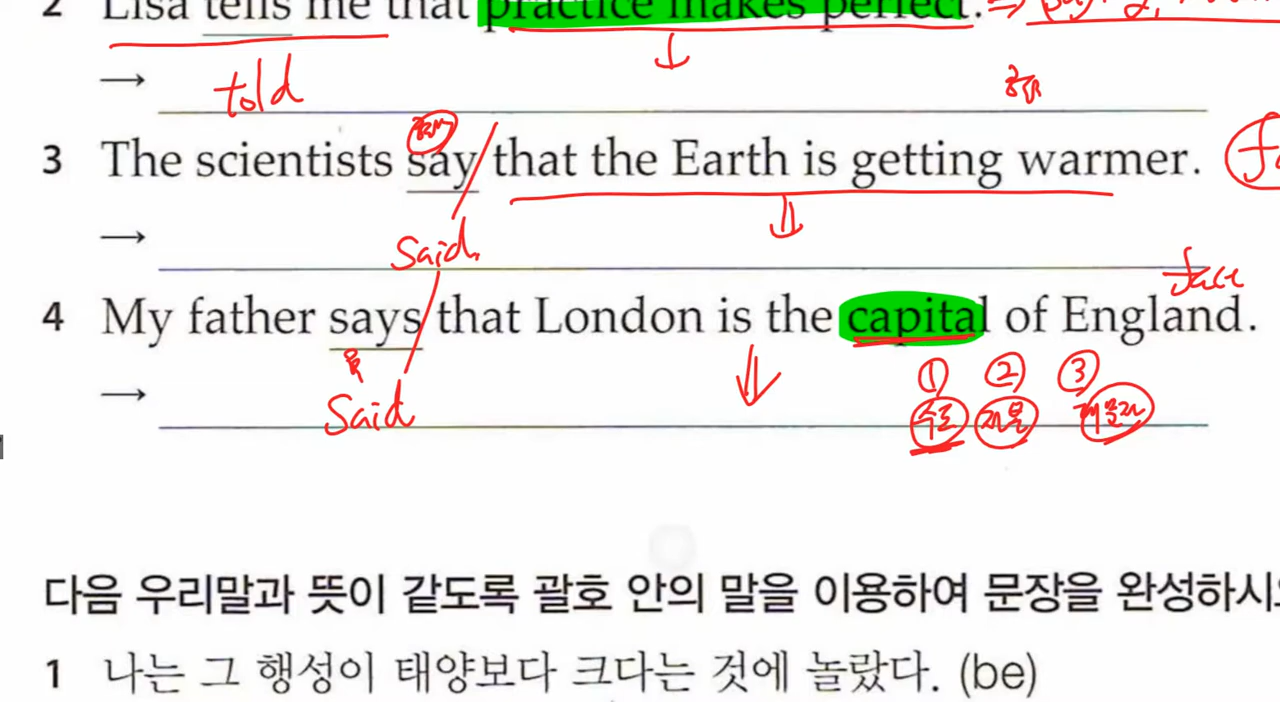 2 Lisa tells me that practice makes perfect. ⇒
→ told
3 The scientists say that the Earth is getting warmer.
→ said
fact
4 My father says that London is the capital of England.
① ② ③
→ said 수도 자본 대문자
다음 우리말과 뜻이 같도록 괄호 안의 말을 이용하여 문장을 완성하시오
1 나는 그 행성이 태양보다 크다는 것에 놀랐다. (be)